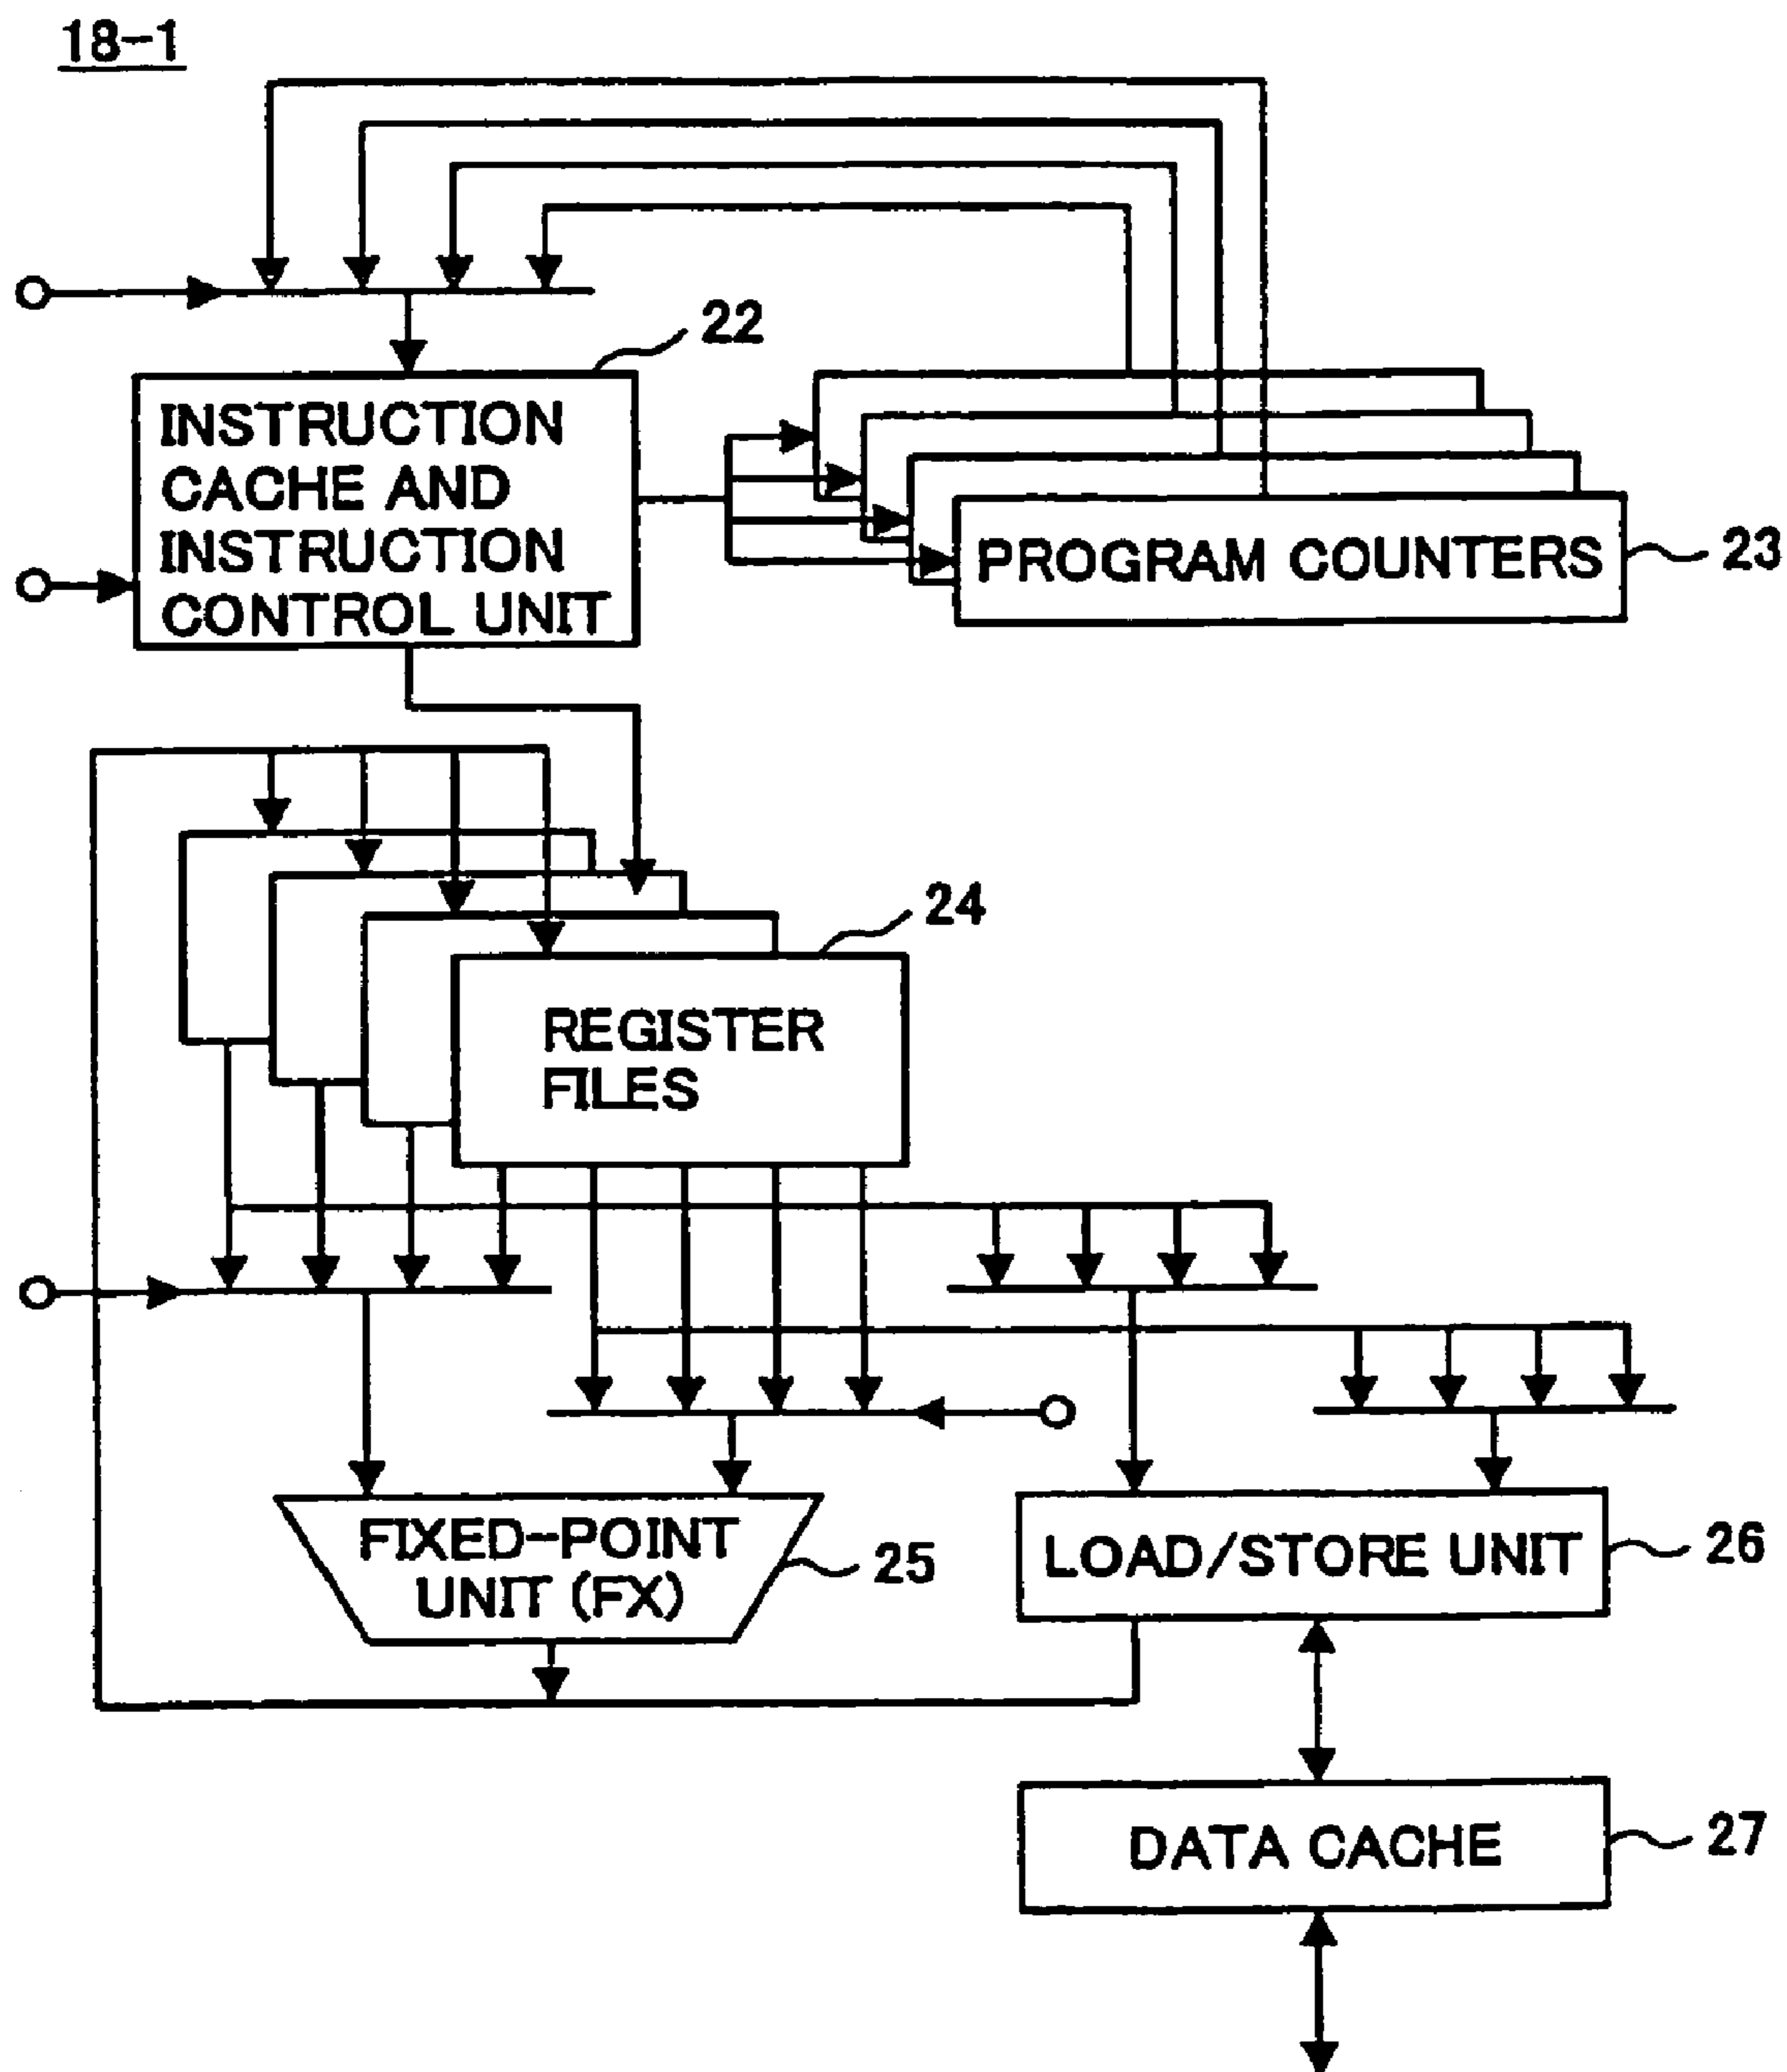 18-1
22
INSTRUCTION
CACHE AND
INSTRUCTION
CONTROL UNIT
PROGRAM COUNTERS
23
24
REGISTER
FILES
FIXED-POINT
UNIT (FX)
25
LOAD/STORE UNIT
26
DATA CACHE
27